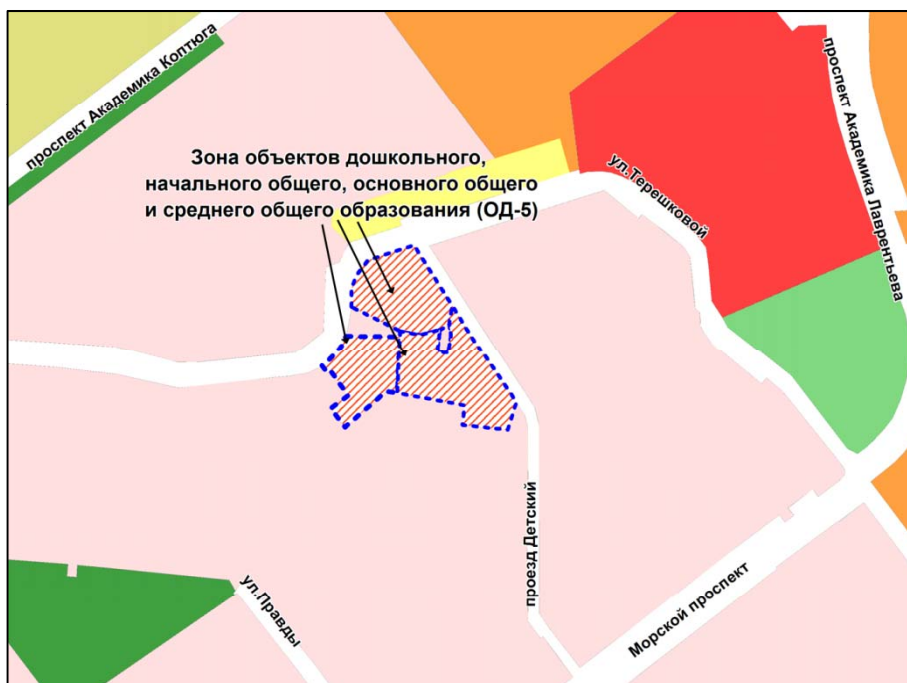 проспект Академика Коптюга
проспект Академика Лаврентьева
Зона объектов дошкольного,
начального общего, основного общего
и среднего общего образования (ОД-5)
ул.Терешковой
проезд Детский
Морской проспект
ул.Правды